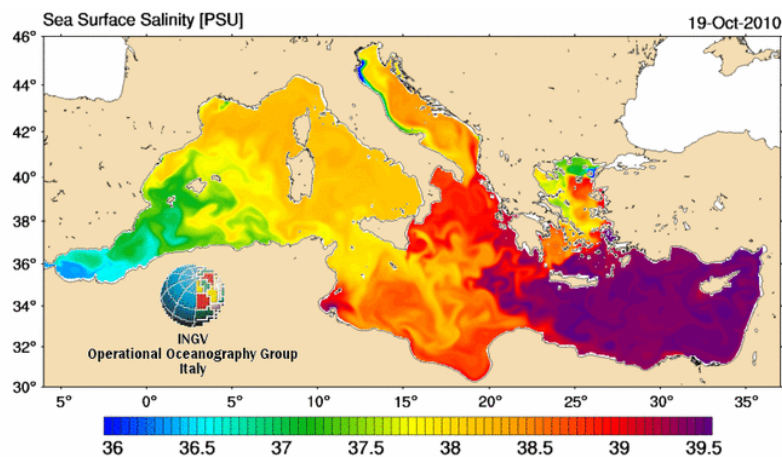 Sea Surface Salinity [PSU] 19-Oct-2010
46°
44°
42°
40°
38°
36°
34°
32°
30°
INGV
Operational Oceanography Group
Italy
5° 0° 5° 10° 15° 20° 25° 30° 35°
36 36.5 37 37.5 38 38.5 39 39.5